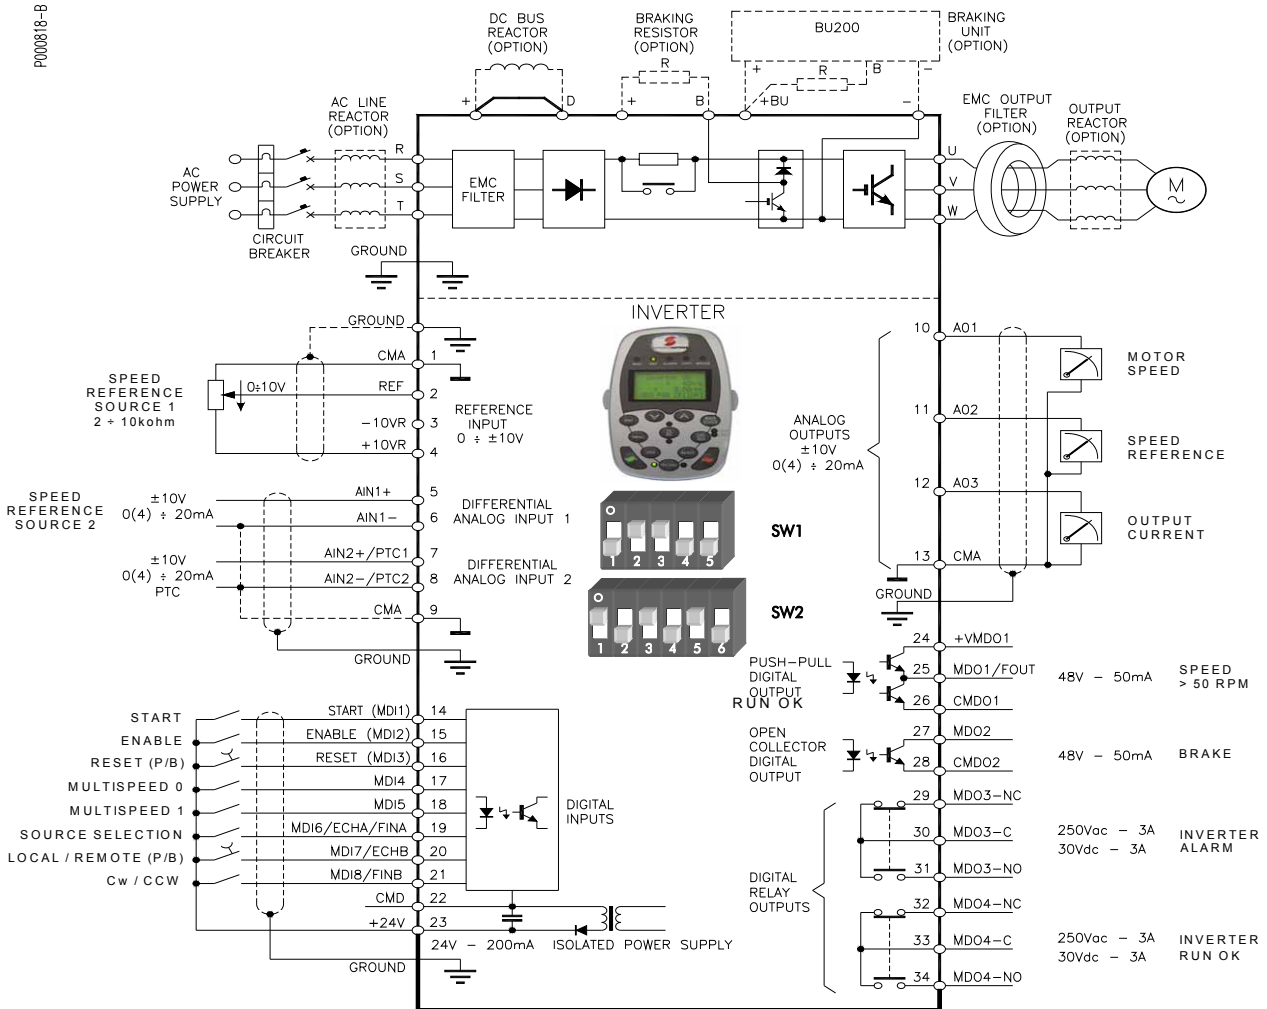 P000818-B
DC BUS
REACTOR
(OPTION)
BRAKING
RESISTOR
(OPTION)
R
BU200
BRAKING
UNIT
(OPTION)
+
R
B
−
AC LINE
REACTOR
(OPTION)
+
D
+
B
+BU
−
EMC OUTPUT
FILTER
(OPTION)
OUTPUT
REACTOR
(OPTION)
AC
POWER
SUPPLY
CIRCUIT
BREAKER
R
S
T
EMC
FILTER
U
V
W
M
~
GROUND
INVERTER
GROUND
SPEED
REFERENCE
SOURCE 1
2 ÷ 10kohm
0÷10V
CMA 1
REF 2
−10VR 3
+10VR 4
REFERENCE
INPUT
0 ÷ ±10V
SPEED
REFERENCE
SOURCE 2
±10V
0(4) ÷ 20mA
AIN1+ 5
AIN1− 6
DIFFERENTIAL
ANALOG INPUT 1
±10V
0(4) ÷ 20mA
PTC
AIN2+/PTC1 7
AIN2−/PTC2 8
DIFFERENTIAL
ANALOG INPUT 2
CMA 9
GROUND
1 2 3 4 5
SW1
1 2 3 4 5 6
SW2
ANALOG
OUTPUTS
±10V
0(4) ÷ 20mA
10 AO1
MOTOR
SPEED
11 AO2
SPEED
REFERENCE
12 AO3
OUTPUT
CURRENT
13 CMA
GROUND
START START (MDI1) 14
ENABLE ENABLE (MDI2) 15
RESET (P/B) RESET (MDI3) 16
MULTISPEED 0 MDI4 17
MULTISPEED 1 MDI5 18
SOURCE SELECTION MDI6/ECHA/FINA 19
LOCAL / REMOTE (P/B) MDI7/ECHB 20
Cw / CCW MDI8/FINB 21
CMD 22
+24V 23
DIGITAL
INPUTS
24V − 200mA ISOLATED POWER SUPPLY
GROUND
PUSH−PULL
DIGITAL
OUTPUT
RUN OK
24 +VMDO1
25 MDO1/FOUT
26 CMDO1
48V − 50mA
SPEED
> 50 RPM
OPEN
COLLECTOR
DIGITAL
OUTPUT
27 MDO2
28 CMDO2
48V − 50mA
BRAKE
DIGITAL
RELAY
OUTPUTS
29 MDO3−NC
30 MDO3−C
31 MDO3−NO
250Vac − 3A
30Vdc − 3A
INVERTER
ALARM
32 MDO4−NC
33 MDO4−C
34 MDO4−NO
250Vac − 3A
30Vdc − 3A
INVERTER
RUN OK